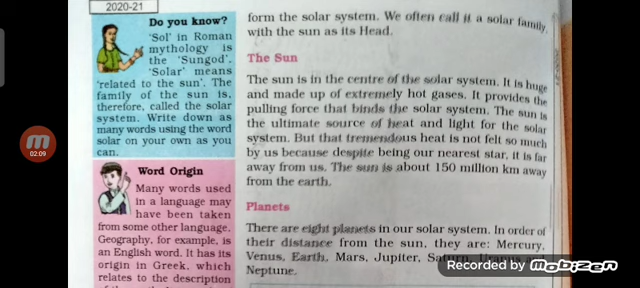 2020-21
Do you know?
'Sol' in Roman
mythology is
the 'Sungod'.
'Solar' means
'related to the sun'. The
family of the sun is,
therefore, called the solar
system. Write down as
many words using the word
solar on your own as you
can.
Word Origin
Many words used
in a language may
have been taken
from some other language.
Geography, for example, is
an English word. It has its
origin in Greek, which
relates to the description
form the solar system. We often call it a solar family,
with the sun as its Head.
The Sun
The sun is in the centre of the solar system. It is huge
and made up of extremely hot gases. It provides the
pulling force that binds the solar system. The sun is
the ultimate source of heat and light for the solar
system. But that tremendous heat is not felt so much
by us because despite being our nearest star, it is far
away from us. The sun is about 150 million km away
from the earth.
Planets
There are eight planets in our solar system. In order of
their distance from the sun, they are: Mercury,
Venus, Earth, Mars, Jupiter, Saturn, Uranus and
Neptune.
02:09
Recorded by Mobizen